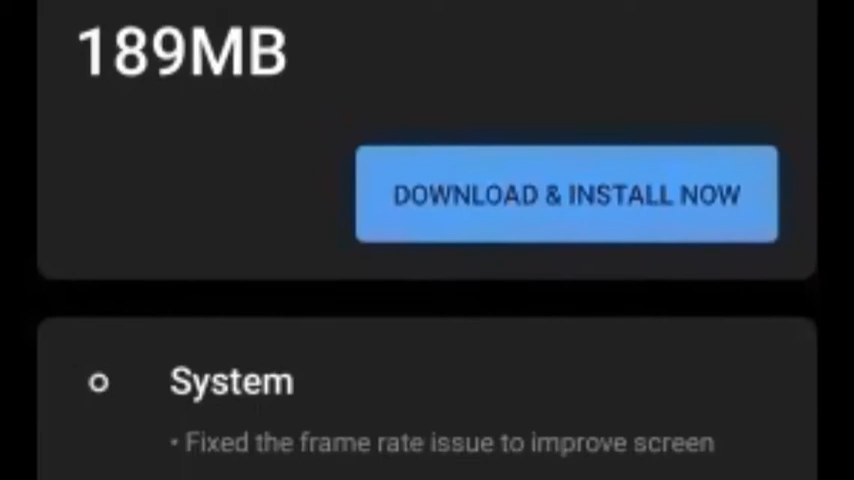 189MB
DOWNLOAD & INSTALL NOW
System
• Fixed the frame rate issue to improve screen